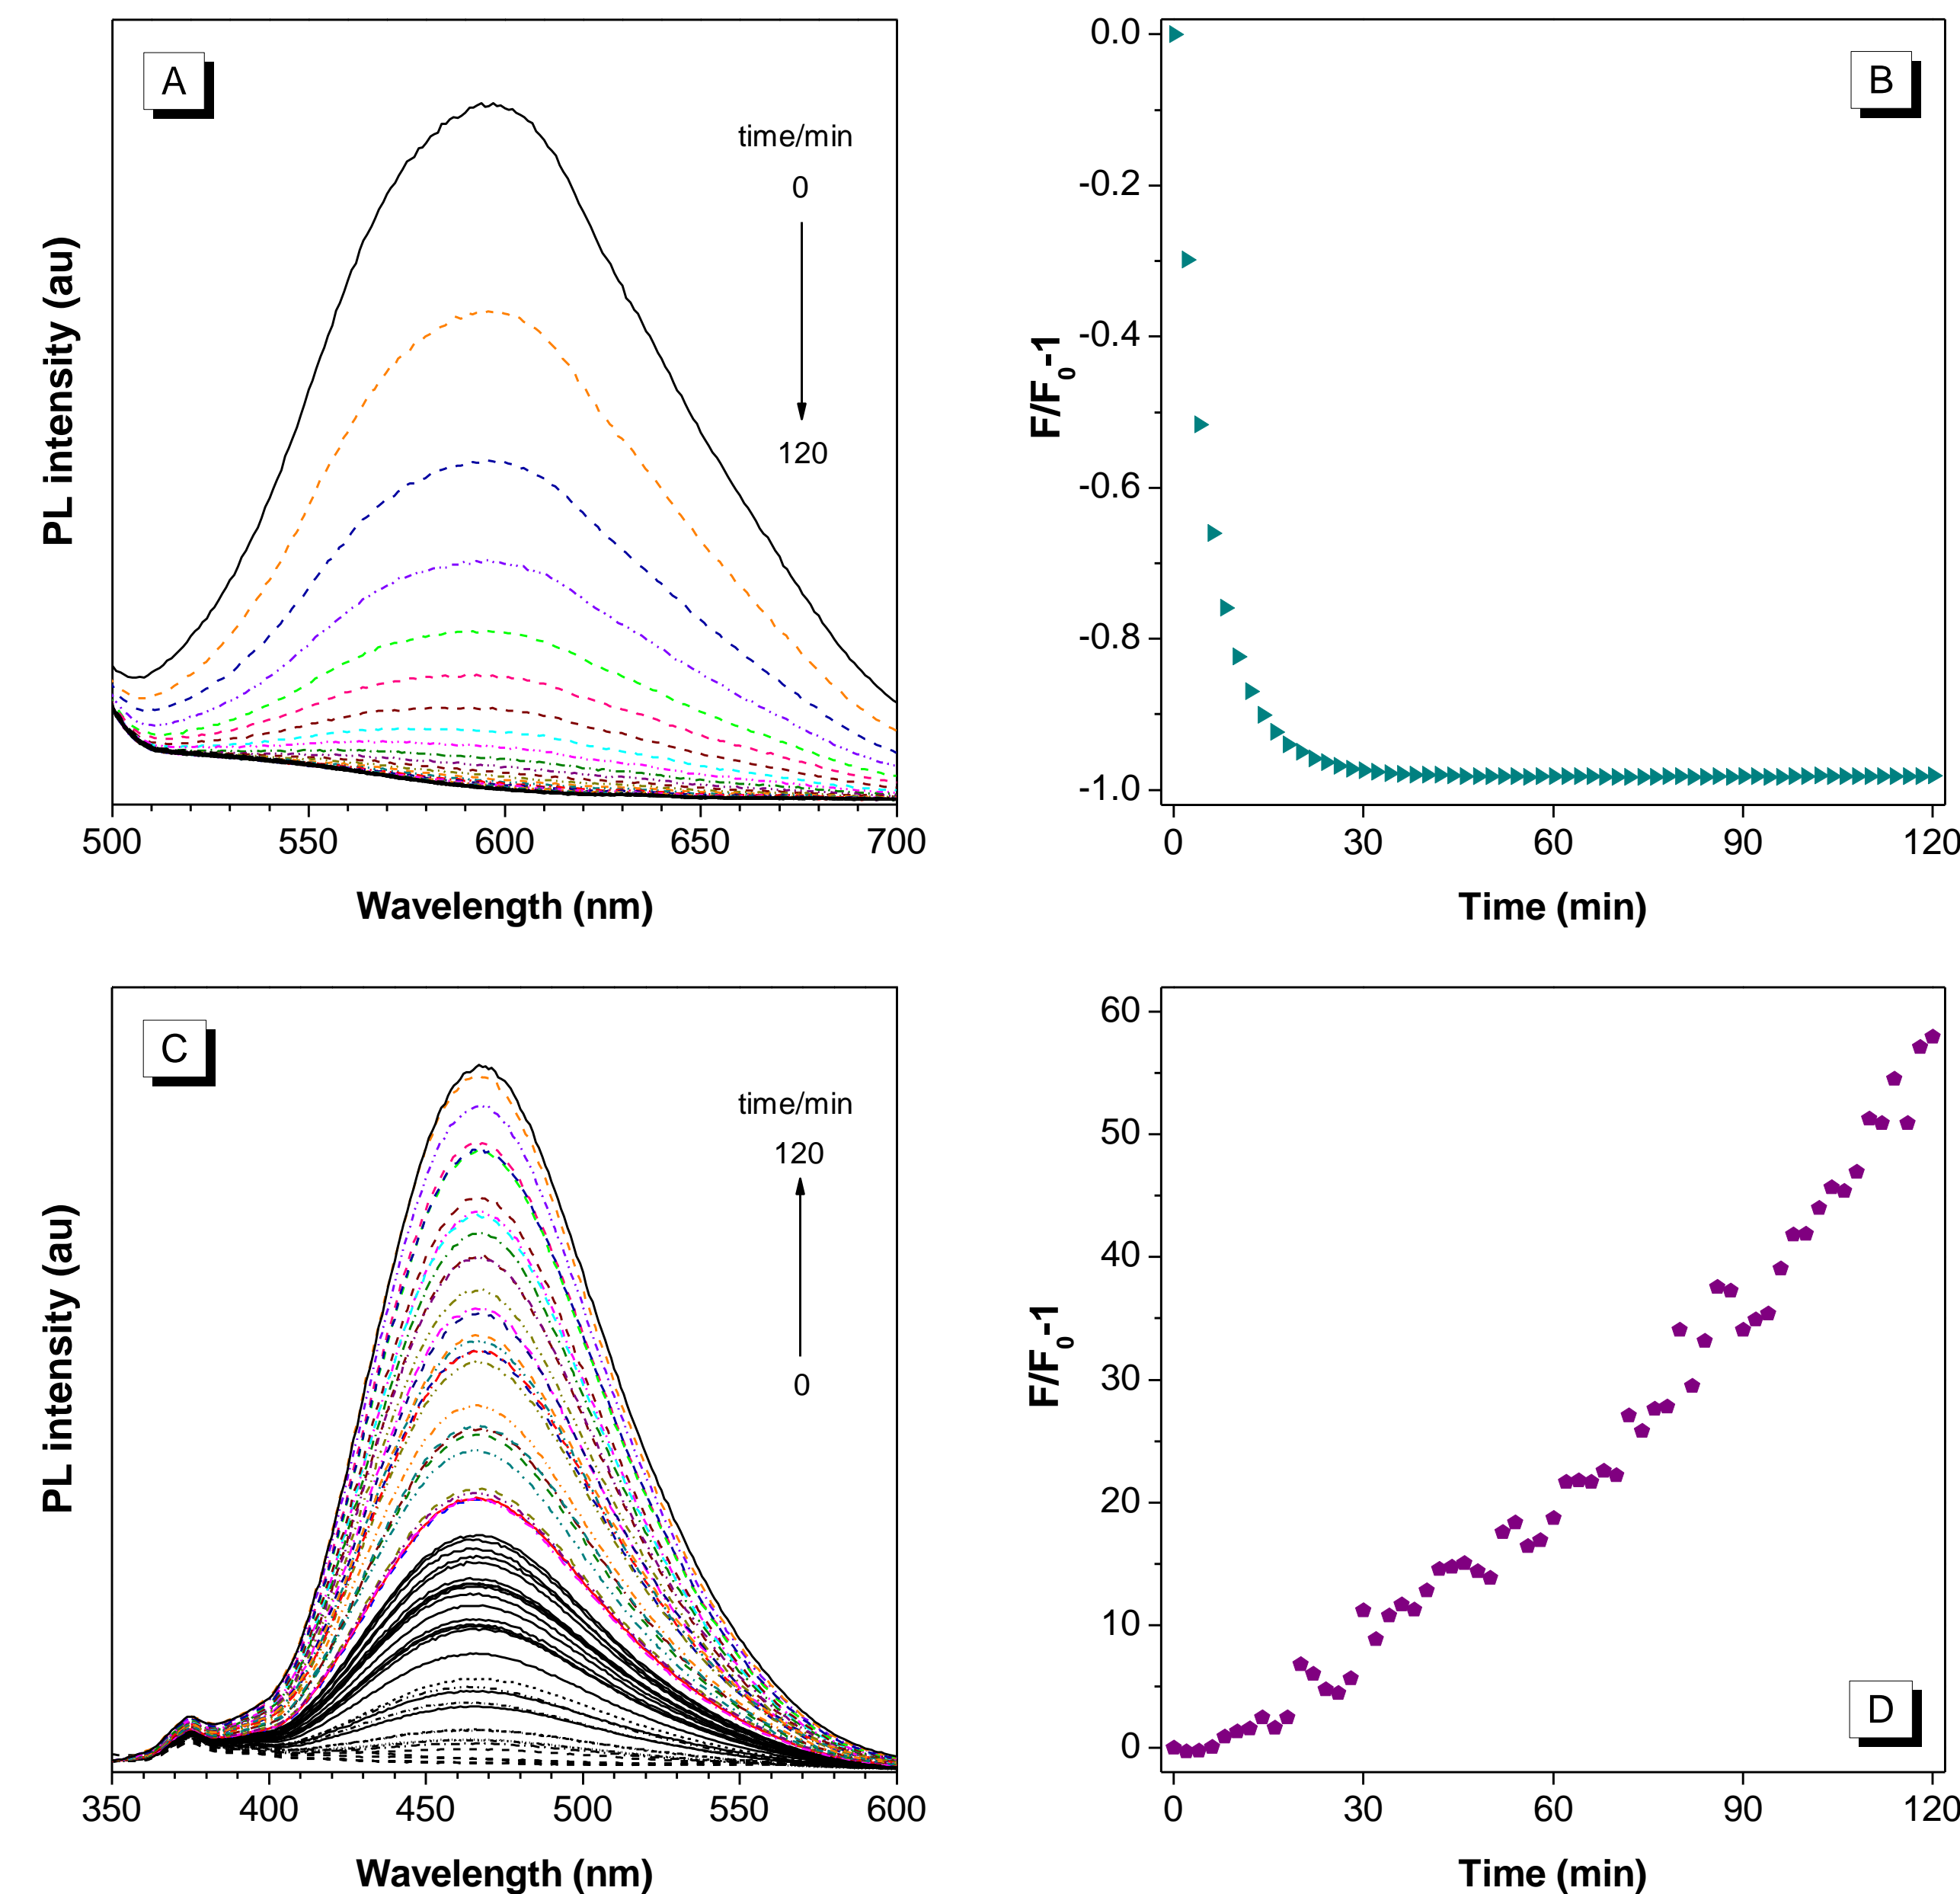 A
time/min
0
120
PL intensity (au)
500 550 600 650 700
Wavelength (nm)
B
0.0
-0.2
-0.4
-0.6
-0.8
-1.0
F/F0-1
0 30 60 90 120
Time (min)
C
time/min
120
0
PL intensity (au)
350 400 450 500 550 600
Wavelength (nm)
60
50
40
30
20
10
0
F/F0-1
D
0 30 60 90 120
Time (min)